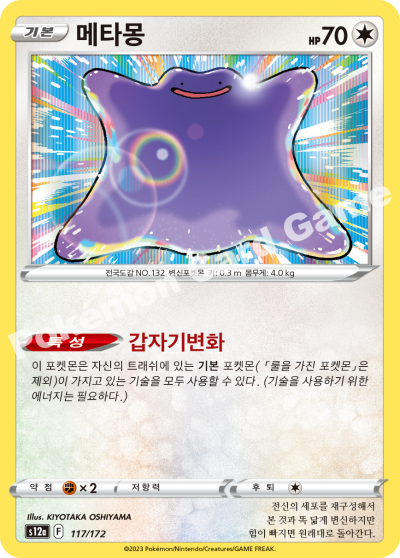 기본 메타몽 HP 70
전국도감 NO.132 변신포켓몬 키: 0.3 m 몸무게: 4.0 kg
특성 갑자기변화
이 포켓몬은 자신의 트래쉬에 있는 기본 포켓몬(「룰을 가진 포켓몬」은
제외)이 가지고 있는 기술을 모두 사용할 수 있다. (기술을 사용하기 위한
에너지는 필요하다.)
약점 ×2 저항력 후퇴
Illus. KIYOTAKA OSHIYAMA
s12a F 117/172
전신의 세포를 재구성해서
본 것과 똑 닮게 변신하지만
힘이 빠지면 원래대로 돌아간다.
©2023 Pokémon/Nintendo/Creatures/GAME FREAK.
Pokémon Card Game